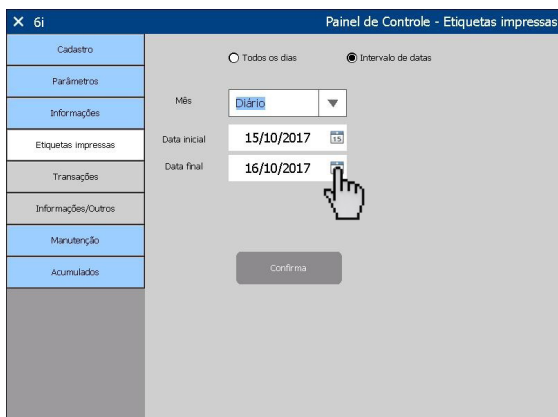 ✕ 6i Painel de Controle - Etiquetas impressas
Cadastro
Parâmetros
Informações
Etiquetas impressas
Transações
Informações/Outros
Manutenção
Acumulados
Todos os dias Intervalo de datas
Mês Diário
Data inicial 15/10/2017 15
Data final 16/10/2017
Confirma